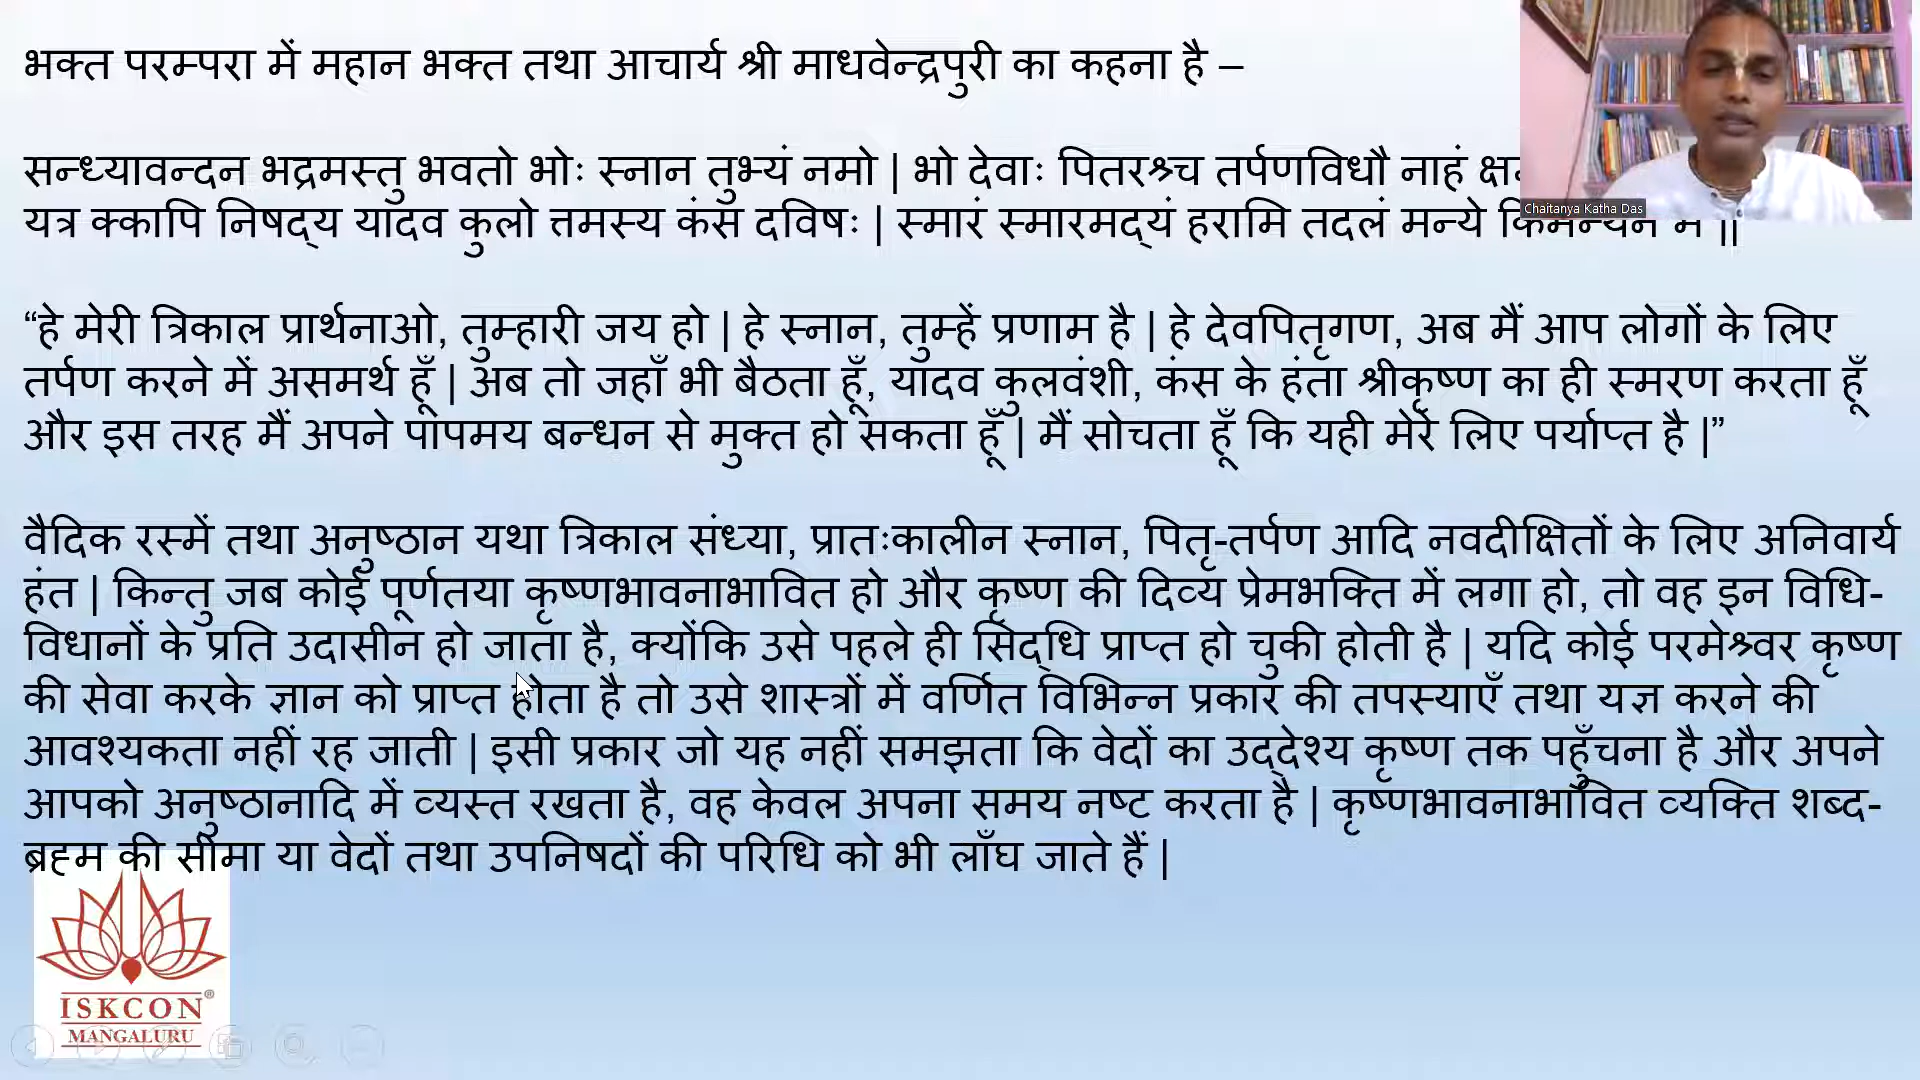 भक्त परम्परा में महान भक्त तथा आचार्य श्री माधवेन्द्रपुरी का कहना है –
सन्ध्यावन्दन भद्रमस्तु भवतो भोः स्नान तुभ्यं नमो | भो देवाः पितरश्र्च तर्पणविधौ नाहं
यत्र क्कापि निषद्य यादव कुलो त्तमस्य कंस दविषः | स्मारं स्मारमद्यं हरामि तदलं मन्ये किमन्येन मे ||
“हे मेरी त्रिकाल प्रार्थनाओ, तुम्हारी जय हो | हे स्नान, तुम्हें प्रणाम है | हे देवपितृगण, अब मैं आप लोगों के लिए
तर्पण करने में असमर्थ हूँ | अब तो जहाँ भी बैठता हूँ, यादव कुलवंशी, कंस के हंता श्रीकृष्ण का ही स्मरण करता हूँ
और इस तरह मैं अपने पापमय बन्धन से मुक्त हो सकता हूँ | मैं सोचता हूँ कि यही मेरे लिए पर्याप्त है |”
वैदिक रस्में तथा अनुष्ठान यथा त्रिकाल संध्या, प्रातःकालीन स्नान, पितृ-तर्पण आदि नवदीक्षितों के लिए अनिवार्य
हंत | किन्तु जब कोई पूर्णतया कृष्णभावनाभावित हो और कृष्ण की दिव्य प्रेमभक्ति में लगा हो, तो वह इन विधि-
विधानों के प्रति उदासीन हो जाता है, क्योंकि उसे पहले ही सिद्धि प्राप्त हो चुकी होती है | यदि कोई परमेश्र्वर कृष्ण
की सेवा करके ज्ञान को प्राप्त होता है तो उसे शास्त्रों में वर्णित विभिन्न प्रकार की तपस्याएँ तथा यज्ञ करने की
आवश्यकता नहीं रह जाती | इसी प्रकार जो यह नहीं समझता कि वेदों का उद्देश्य कृष्ण तक पहुँचना है और अपने
आपको अनुष्ठानादि में व्यस्त रखता है, वह केवल अपना समय नष्ट करता है | कृष्णभावनाभावित व्यक्ति शब्द-
ब्रह्म की सीमा या वेदों तथा उपनिषदों की परिधि को भी लाँघ जाते हैं |
Chaitanya Katha Das
ISKCON®
MANGALURU